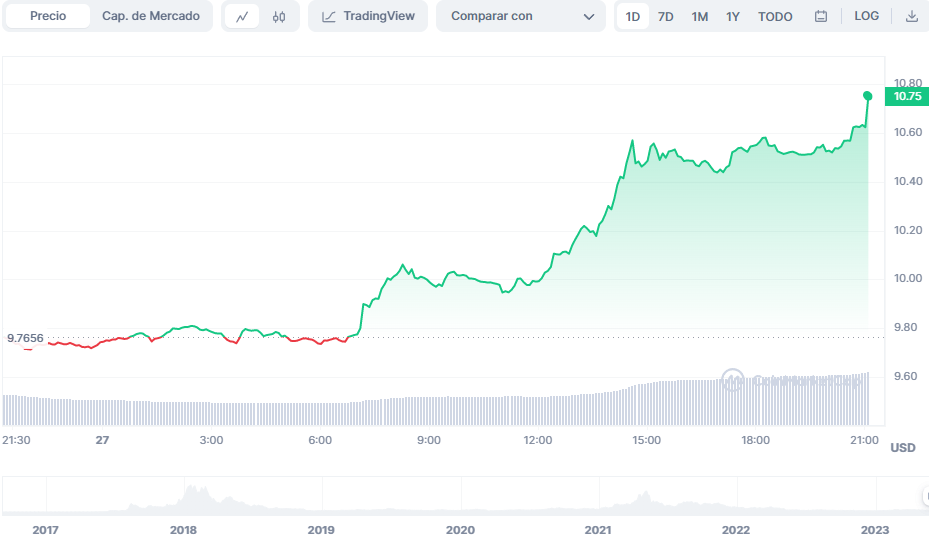 Precio Cap. de Mercado TradingView Comparar con 1D 7D 1M 1Y TODO LOG
10.80
10.75
10.60
10.40
10.20
10.00
9.80
9.7656
9.60
CoinMarketCap
21:30 27 3:00 6:00 9:00 12:00 15:00 18:00 21:00
USD
2017 2018 2019 2020 2021 2022 2023